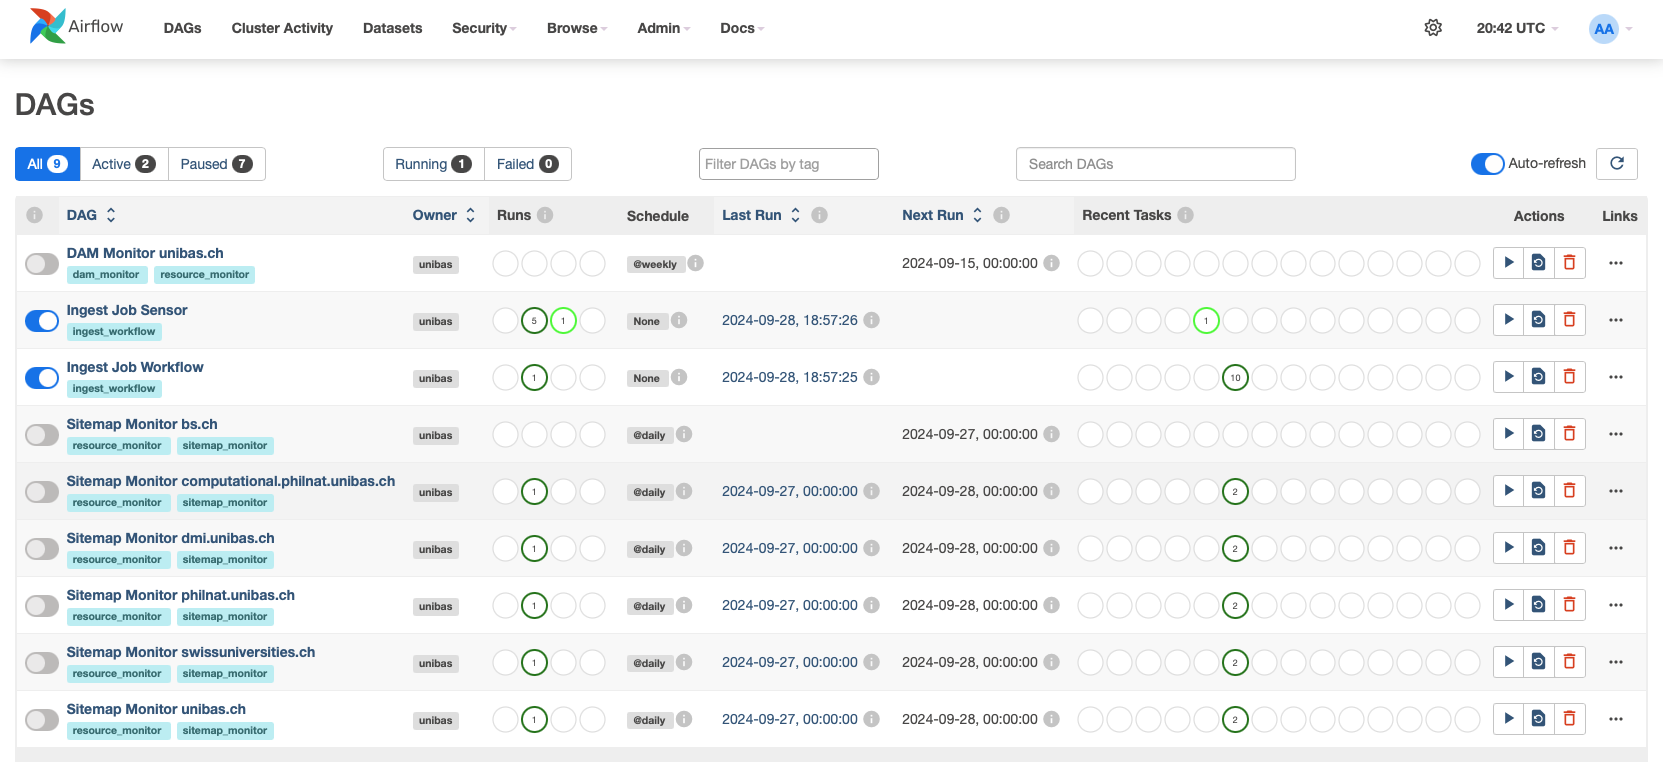 Airflow DAGs Cluster Activity Datasets Security Browse Admin Docs 20:42 UTC AA
DAGs
All 9 Active 2 Paused 7 Running 1 Failed 0 Filter DAGs by tag Search DAGs Auto-refresh
i DAG Owner Runs i Schedule Last Run i Next Run i Recent Tasks i Actions Links
DAM Monitor unibas.ch
dam_monitor resource_monitor unibas @weekly i 2024-09-15, 00:00:00 i
Ingest Job Sensor
ingest_workflow unibas 5 1 None i 2024-09-28, 18:57:26 i 1
Ingest Job Workflow
ingest_workflow unibas 1 None i 2024-09-28, 18:57:25 i 10
Sitemap Monitor bs.ch
resource_monitor sitemap_monitor unibas @daily i 2024-09-27, 00:00:00 i
Sitemap Monitor computational.philnat.unibas.ch
resource_monitor sitemap_monitor unibas 1 @daily i 2024-09-27, 00:00:00 i 2024-09-28, 00:00:00 i 2
Sitemap Monitor dmi.unibas.ch
resource_monitor sitemap_monitor unibas 1 @daily i 2024-09-27, 00:00:00 i 2024-09-28, 00:00:00 i 2
Sitemap Monitor philnat.unibas.ch
resource_monitor sitemap_monitor unibas 1 @daily i 2024-09-27, 00:00:00 i 2024-09-28, 00:00:00 i 2
Sitemap Monitor swissuniversities.ch
resource_monitor sitemap_monitor unibas 1 @daily i 2024-09-27, 00:00:00 i 2024-09-28, 00:00:00 i 2
Sitemap Monitor unibas.ch
resource_monitor sitemap_monitor unibas 1 @daily i 2024-09-27, 00:00:00 i 2024-09-28, 00:00:00 i 2